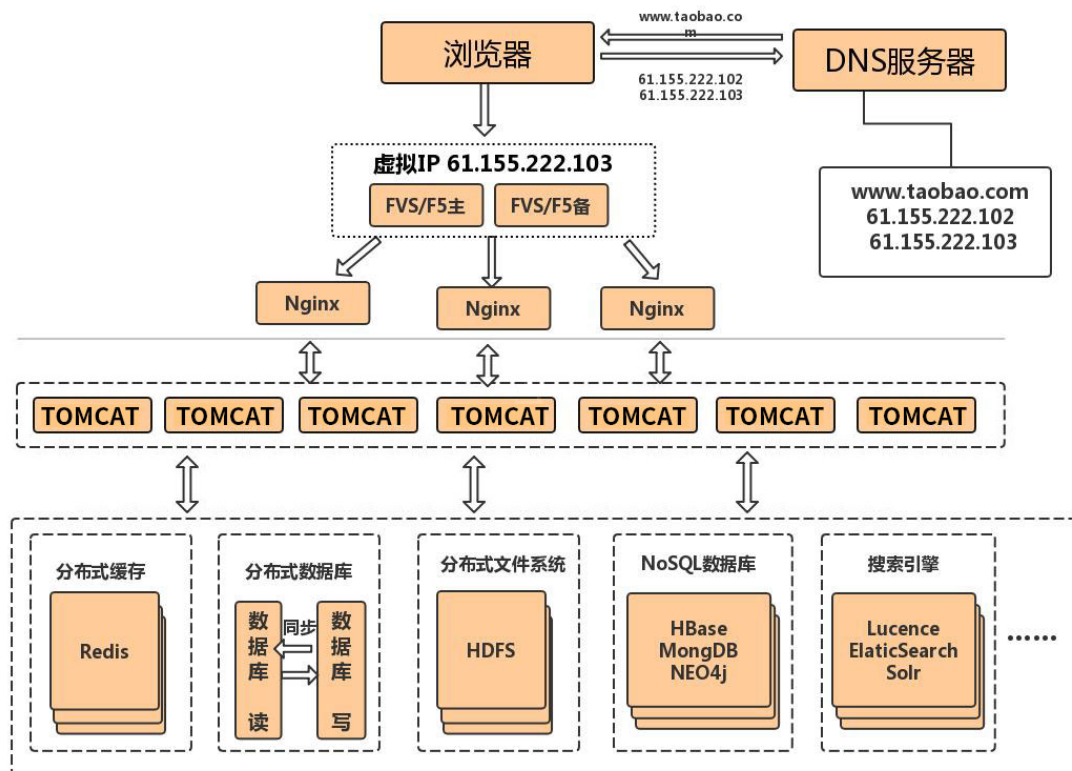 www.taobao.co
m
浏览器
DNS服务器
61.155.222.102
61.155.222.103
虚拟IP 61.155.222.103
FVS/F5主
FVS/F5备
www.taobao.com
61.155.222.102
61.155.222.103
Nginx
Nginx
Nginx
TOMCAT
TOMCAT
TOMCAT
TOMCAT
TOMCAT
TOMCAT
TOMCAT
分布式缓存
Redis
分布式数据库
数据库 读
同步
数据库 写
分布式文件系统
HDFS
NoSQL数据库
HBase
MongDB
NEO4j
搜索引擎
Lucence
ElaticSearch
Solr
······